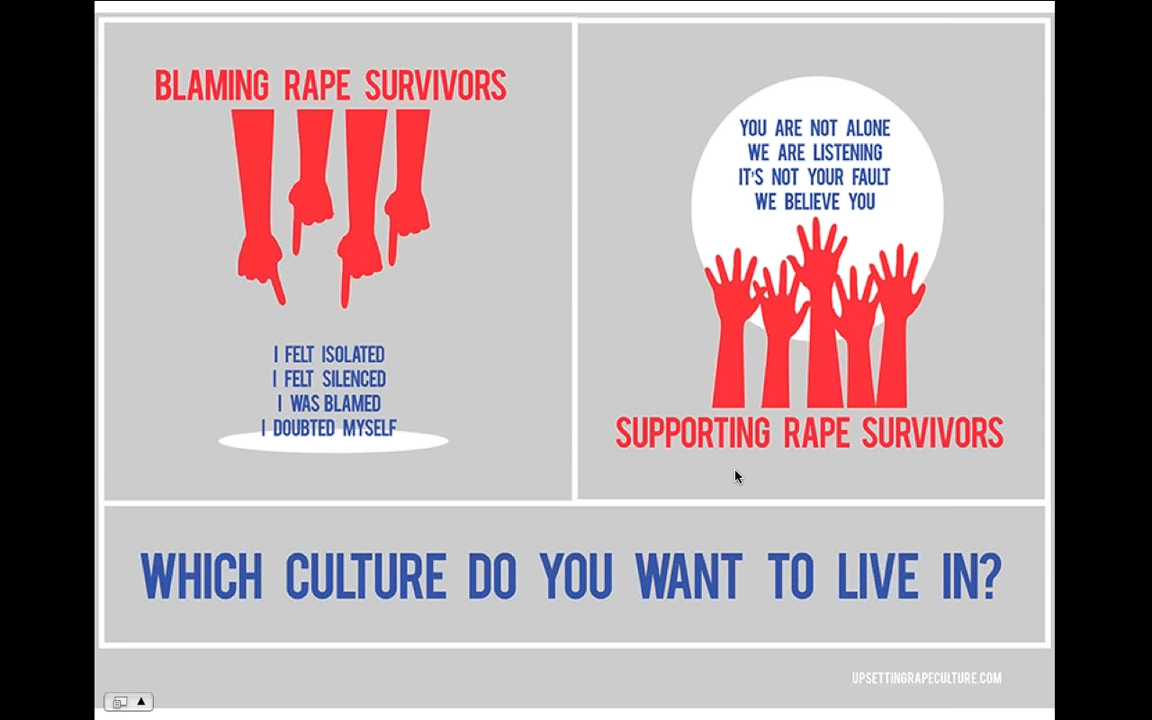 BLAMING RAPE SURVIVORS
I FELT ISOLATED
I FELT SILENCED
I WAS BLAMED
I DOUBTED MYSELF
YOU ARE NOT ALONE
WE ARE LISTENING
IT'S NOT YOUR FAULT
WE BELIEVE YOU
SUPPORTING RAPE SURVIVORS
WHICH CULTURE DO YOU WANT TO LIVE IN?
UPSETTINGRAPECULTURE.COM